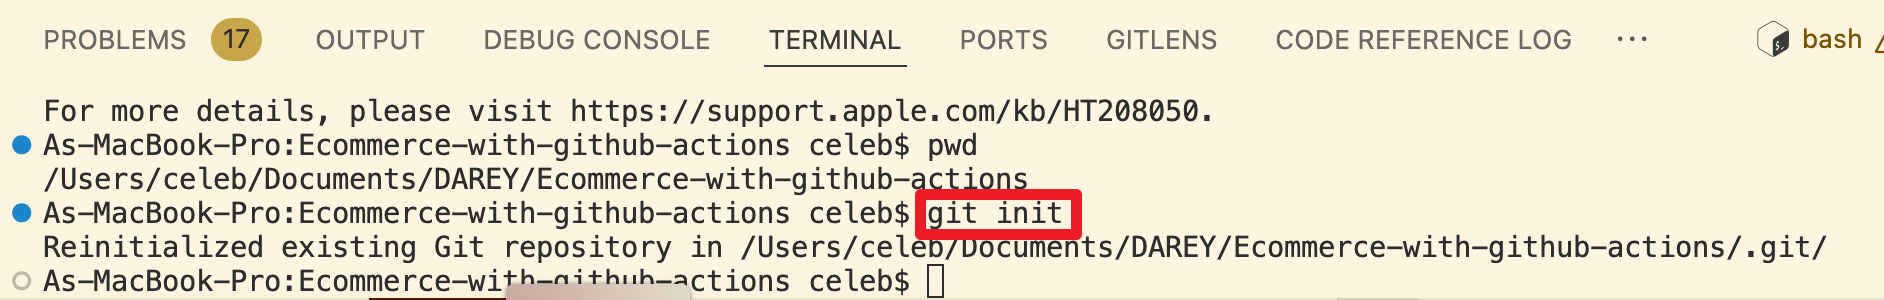 PROBLEMS 17 OUTPUT DEBUG CONSOLE TERMINAL PORTS GITLENS CODE REFERENCE LOG ··· bash
For more details, please visit https://support.apple.com/kb/HT208050.
As-MacBook-Pro:Ecommerce-with-github-actions celeb$ pwd
/Users/celeb/Documents/DAREY/Ecommerce-with-github-actions
As-MacBook-Pro:Ecommerce-with-github-actions celeb$ git init
Reinitialized existing Git repository in /Users/celeb/Documents/DAREY/Ecommerce-with-github-actions/.git/
As-MacBook-Pro:Ecommerce-with-github-actions celeb$